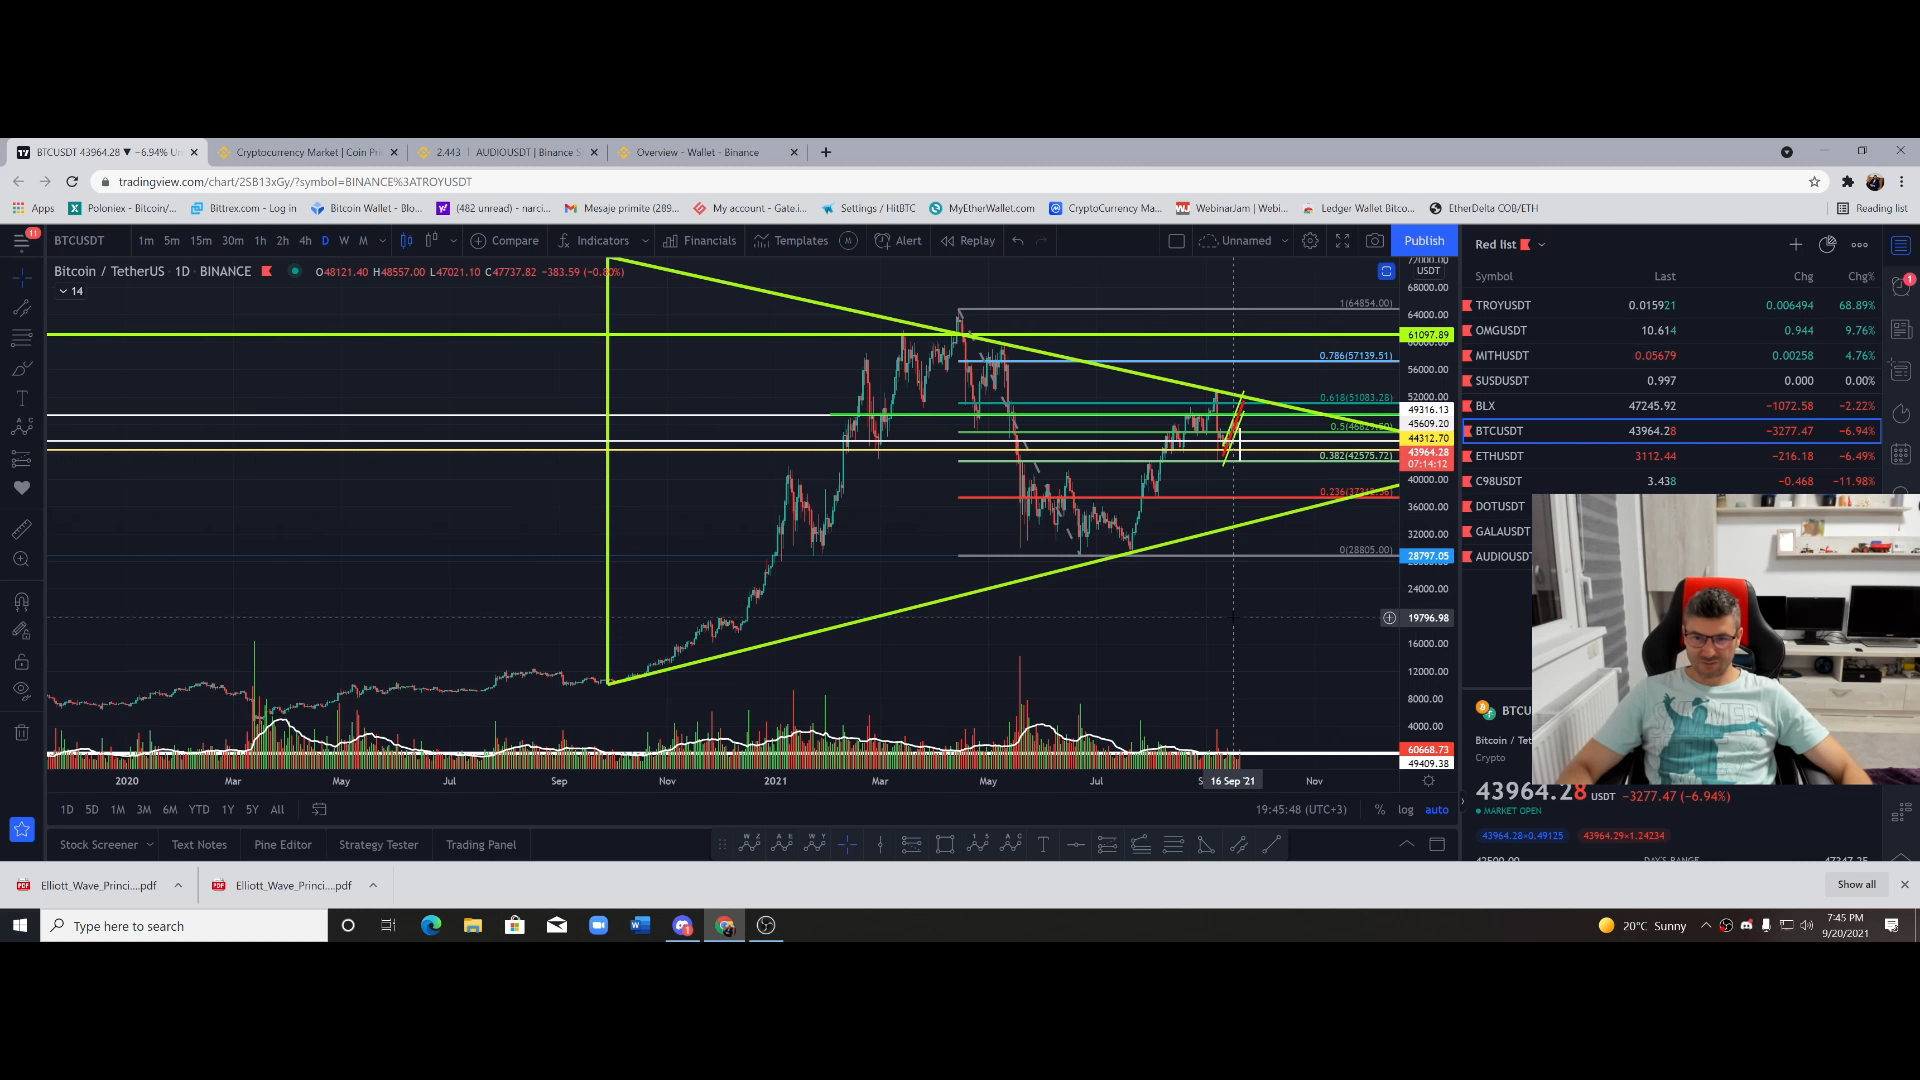 BTCUSDT 43964.28 ▼ −6.94% Un
Cryptocurrency Market | Coin Pri
2.443 | AUDIOUSDT | Binance S
Overview - Wallet - Binance
tradingview.com/chart/2SB13xGy/?symbol=BINANCE%3ATROYUSDT
Apps
Poloniex - Bitcoin/...
Bittrex.com - Log in
Bitcoin Wallet - Blo...
(482 unread) - narci...
Mesaje primite (289...
My account - Gate.i...
Settings / HitBTC
MyEtherWallet.com
CryptoCurrency Ma...
WebinarJam | Webi...
Ledger Wallet Bitco...
EtherDelta COB/ETH
Reading list
11
BTCUSDT
1m 5m 15m 30m 1h 2h 4h D W M
Compare
Indicators
Financials
Templates
M
Alert
Replay
Unnamed
Publish
Red list
Bitcoin / TetherUS · 1D · BINANCE
O48121.40 H48557.00 L47021.10 C47737.82 −383.59 (−0.80%)
14
Symbol Last Chg Chg%
TROYUSDT 0.015921 0.006494 68.89%
OMGUSDT 10.614 0.944 9.76%
MITHUSDT 0.05679 0.00258 4.76%
SUSDUSDT 0.997 0.000 0.00%
BLX 47245.92 −1072.58 −2.22%
BTCUSDT 43964.28 −3277.47 −6.94%
ETHUSDT 3112.44 −216.18 −6.49%
C98USDT 3.438 −0.468 −11.98%
DOTUSDT
GALAUSDT
AUDIOUSDT
1
72000.00
USDT
68000.00
64000.00
61097.89
60000.00
56000.00
52000.00
49316.13
45609.20
44312.70
43964.28
07:14:12
40000.00
36000.00
32000.00
28797.05
24000.00
19796.98
16000.00
12000.00
8000.00
4000.00
60668.73
49409.38
1(64854.00)
0.786(57139.51)
0.618(51083.28)
0.5(46829.50)
0.382(42575.72)
0(28805.00)
2020 Mar May Jul Sep Nov 2021 Mar May Jul 16 Sep '21 Nov
1D 5D 1M 3M 6M YTD 1Y 5Y All
19:45:48 (UTC+3)
% log auto
BTCU
Bitcoin / Tet
Crypto
43964.28 USDT −3277.47 (−6.94%)
MARKET OPEN
43964.28×0.49125 43964.29×1.24234
42500.00 DAY'S RANGE 47347.25
Stock Screener
Text Notes
Pine Editor
Strategy Tester
Trading Panel
Elliott_Wave_Princi....pdf
Elliott_Wave_Princi....pdf
Show all
Type here to search
20°C Sunny
7:45 PM
9/20/2021